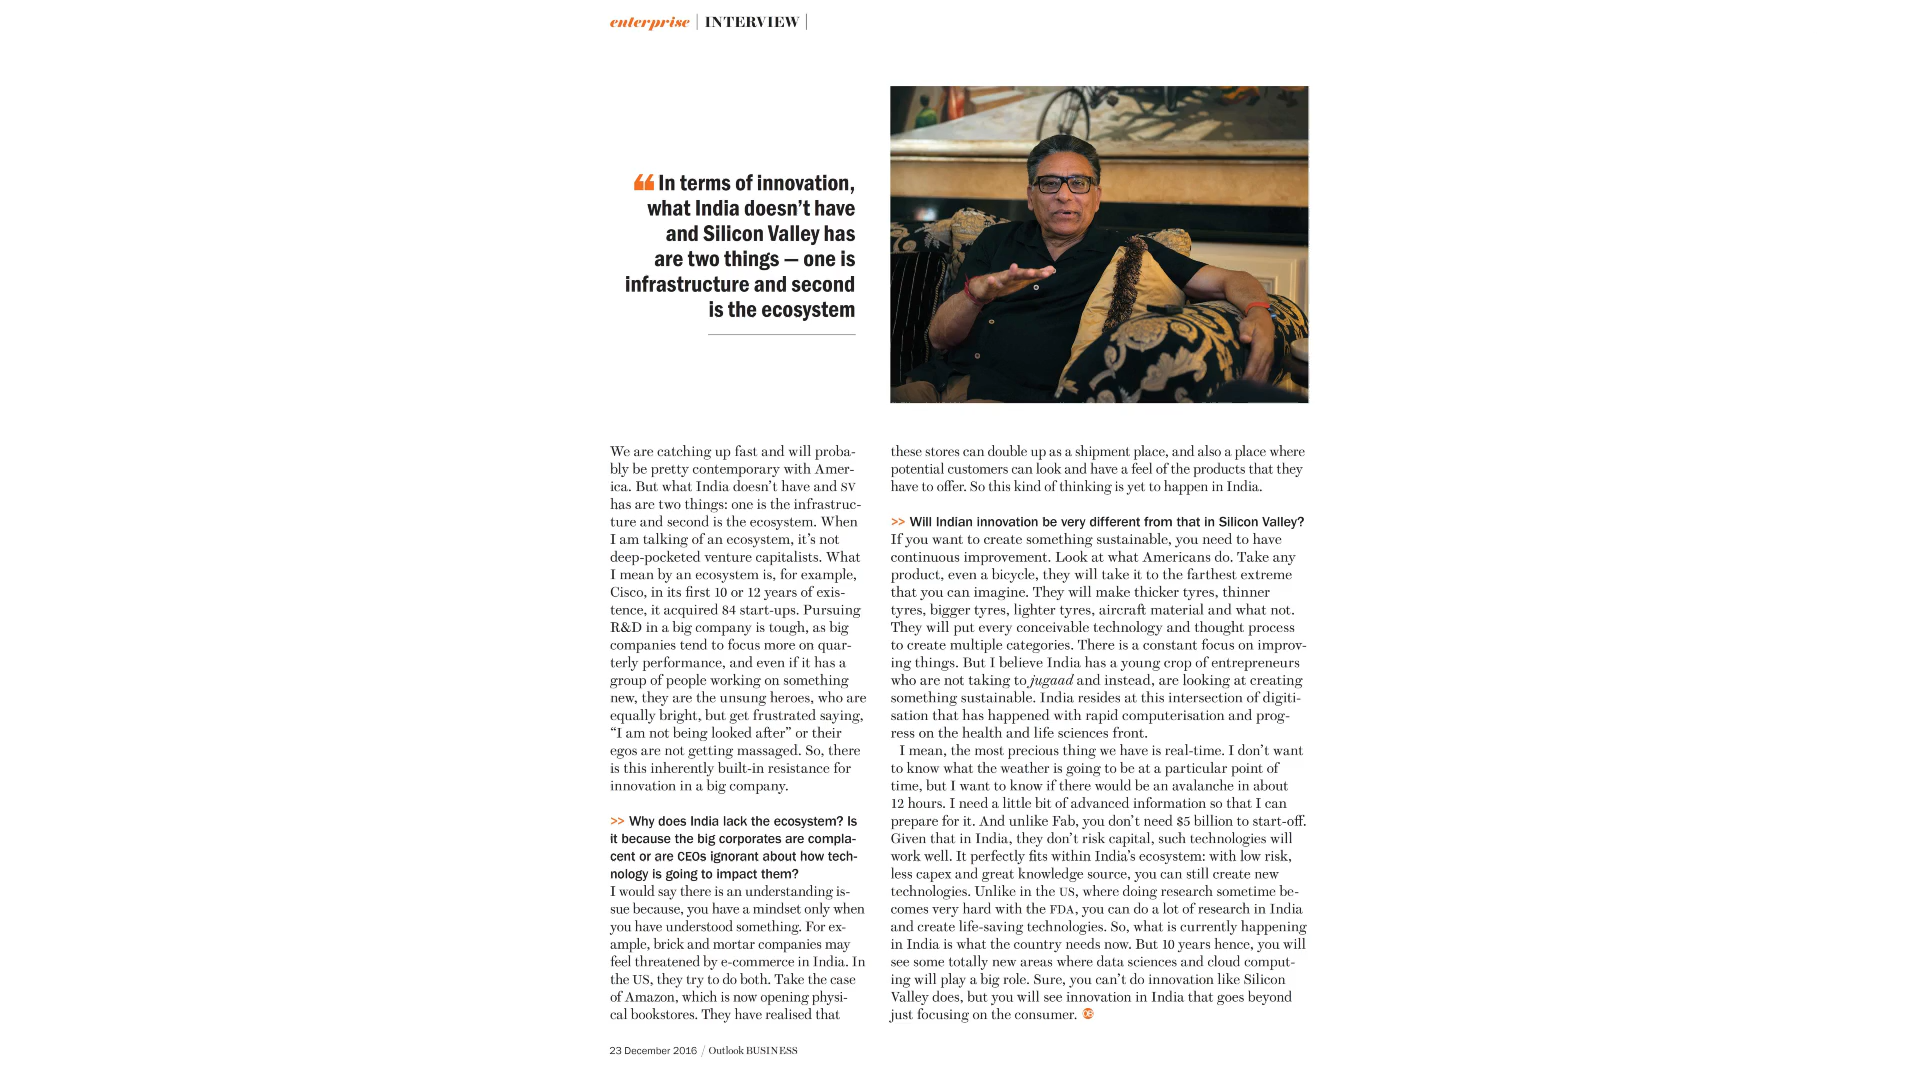 enterprise | INTERVIEW |
In terms of innovation,
what India doesn't have
and Silicon Valley has
are two things — one is
infrastructure and second
is the ecosystem
We are catching up fast and will proba-
bly be pretty contemporary with Amer-
ica. But what India doesn't have and SV
has are two things: one is the infrastruc-
ture and second is the ecosystem. When
I am talking of an ecosystem, it's not
deep-pocketed venture capitalists. What
I mean by an ecosystem is, for example,
Cisco, in its first 10 or 12 years of exis-
tence, it acquired 84 start-ups. Pursuing
R&D in a big company is tough, as big
companies tend to focus more on quar-
terly performance, and even if it has a
group of people working on something
new, they are the unsung heroes, who are
equally bright, but get frustrated saying,
"I am not being looked after" or their
egos are not getting massaged. So, there
is this inherently built-in resistance for
innovation in a big company.
>> Why does India lack the ecosystem? Is
it because the big corporates are compla-
cent or are CEOs ignorant about how tech-
nology is going to impact them?
I would say there is an understanding is-
sue because, you have a mindset only when
you have understood something. For ex-
ample, brick and mortar companies may
feel threatened by e-commerce in India. In
the US, they try to do both. Take the case
of Amazon, which is now opening physi-
cal bookstores. They have realised that
these stores can double up as a shipment place, and also a place where
potential customers can look and have a feel of the products that they
have to offer. So this kind of thinking is yet to happen in India.
>> Will Indian innovation be very different from that in Silicon Valley?
If you want to create something sustainable, you need to have
continuous improvement. Look at what Americans do. Take any
product, even a bicycle, they will take it to the farthest extreme
that you can imagine. They will make thicker tyres, thinner
tyres, bigger tyres, lighter tyres, aircraft material and what not.
They will put every conceivable technology and thought process
to create multiple categories. There is a constant focus on improv-
ing things. But I believe India has a young crop of entrepreneurs
who are not taking to jugaad and instead, are looking at creating
something sustainable. India resides at this intersection of digiti-
sation that has happened with rapid computerisation and prog-
ress on the health and life sciences front.
I mean, the most precious thing we have is real-time. I don't want
to know what the weather is going to be at a particular point of
time, but I want to know if there would be an avalanche in about
12 hours. I need a little bit of advanced information so that I can
prepare for it. And unlike Fab, you don't need $5 billion to start-off.
Given that in India, they don't risk capital, such technologies will
work well. It perfectly fits within India's ecosystem: with low risk,
less capex and great knowledge source, you can still create new
technologies. Unlike in the US, where doing research sometime be-
comes very hard with the FDA, you can do a lot of research in India
and create life-saving technologies. So, what is currently happening
in India is what the country needs now. But 10 years hence, you will
see some totally new areas where data sciences and cloud comput-
ing will play a big role. Sure, you can't do innovation like Silicon
Valley does, but you will see innovation in India that goes beyond
just focusing on the consumer.
23 December 2016 / Outlook BUSINESS